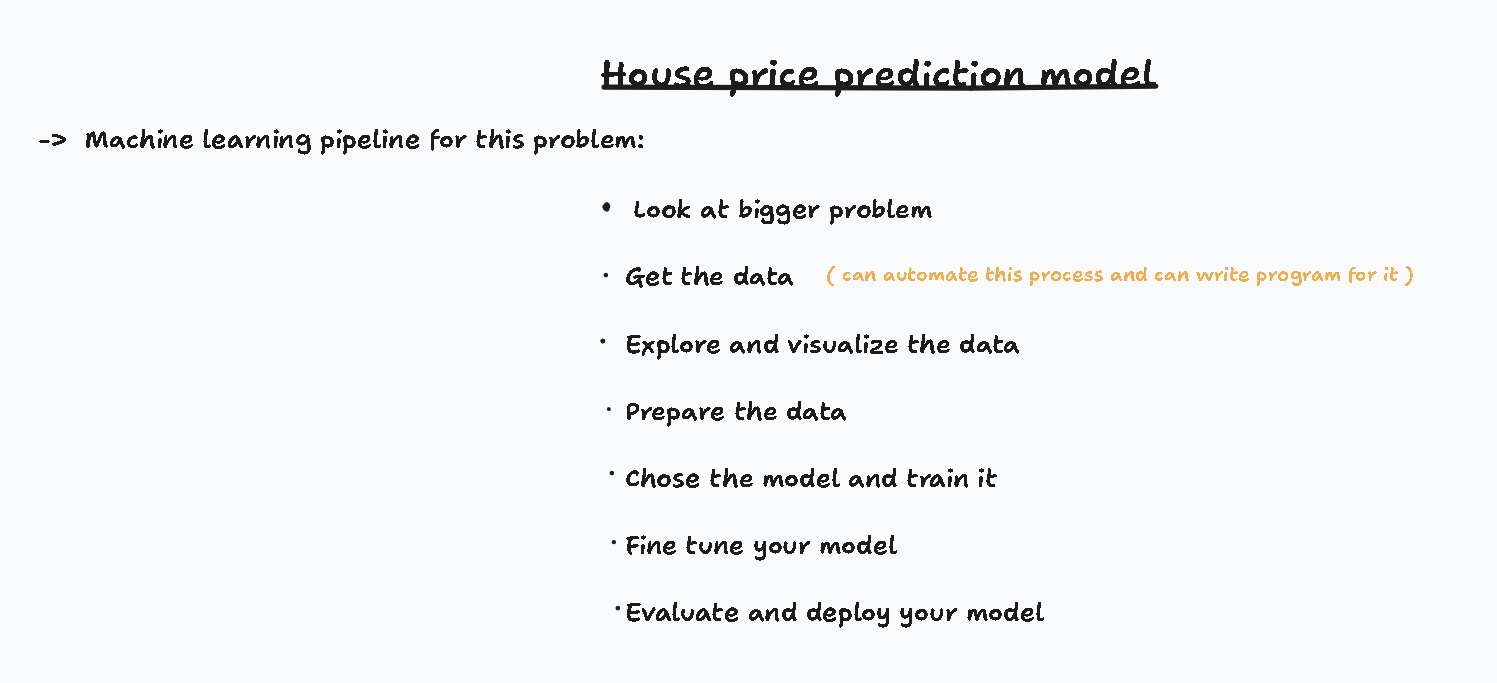 House price prediction model
-> Machine learning pipeline for this problem:
• Look at bigger problem
· Get the data ( can automate this process and can write program for it )
· Explore and visualize the data
· Prepare the data
· Chose the model and train it
· Fine tune your model
· Evaluate and deploy your model